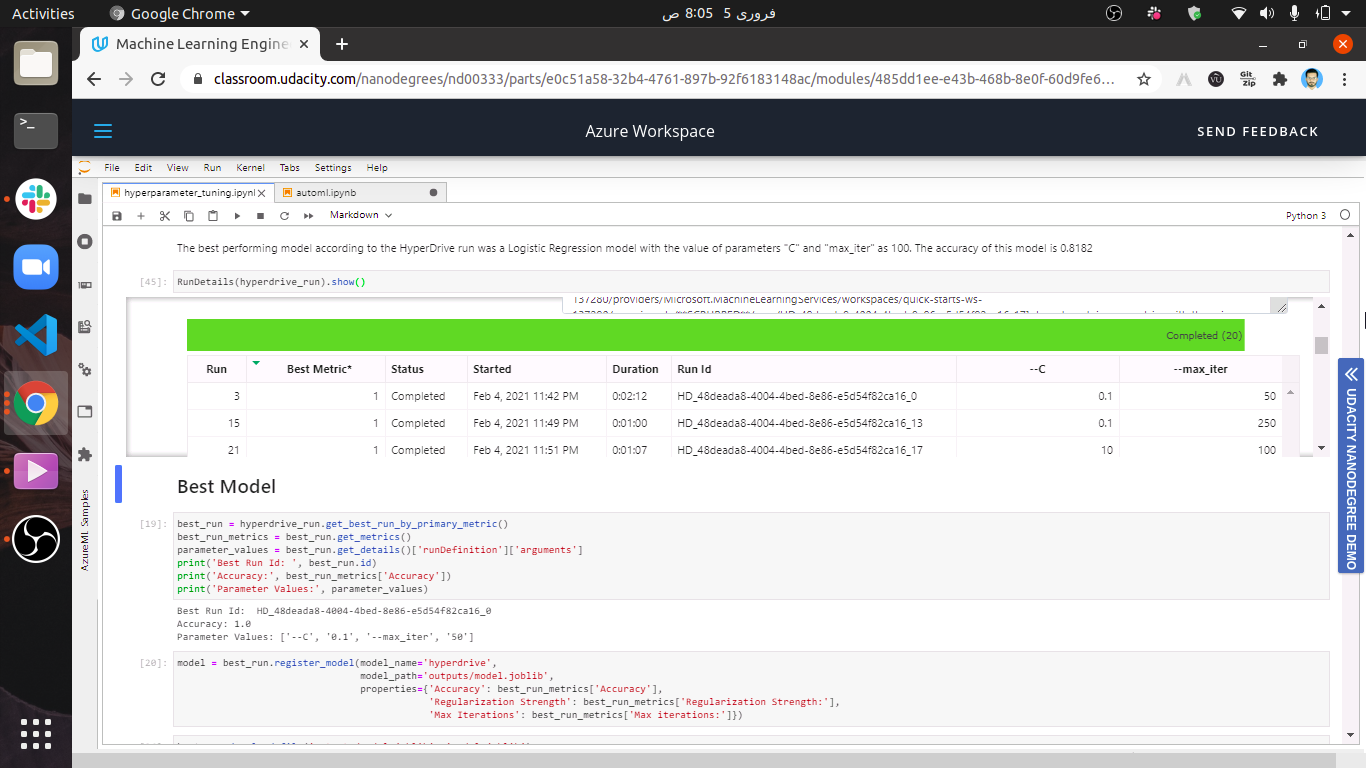 Activities
Google Chrome
فروری 5 8:05 ص
Machine Learning Engine
classroom.udacity.com/nanodegrees/nd00333/parts/e0c51a58-32b4-4761-897b-92f6183148ac/modules/485dd1ee-e43b-468b-8e0f-60d9fe6…
Azure Workspace
SEND FEEDBACK
File Edit View Run Kernel Tabs Settings Help
hyperparameter_tuning.ipynl automl.ipynb
Markdown
Python 3
The best performing model according to the HyperDrive run was a Logistic Regression model with the value of parameters "C" and "max_iter" as 100. The accuracy of this model is 0.8182
[45]: RunDetails(hyperdrive_run).show()
137280/providers/Microsoft.MachineLearningServices/workspaces/quick-starts-ws-
Completed (20)
Run Best Metric* Status Started Duration Run Id --C --max_iter
3 1 Completed Feb 4, 2021 11:42 PM 0:02:12 HD_48deada8-4004-4bed-8e86-e5d54f82ca16_0 0.1 50
15 1 Completed Feb 4, 2021 11:49 PM 0:01:00 HD_48deada8-4004-4bed-8e86-e5d54f82ca16_13 0.1 250
21 1 Completed Feb 4, 2021 11:51 PM 0:01:07 HD_48deada8-4004-4bed-8e86-e5d54f82ca16_17 10 100
Best Model
[19]: best_run = hyperdrive_run.get_best_run_by_primary_metric()
best_run_metrics = best_run.get_metrics()
parameter_values = best_run.get_details()['runDefinition']['arguments']
print('Best Run Id: ', best_run.id)
print('Accuracy:', best_run_metrics['Accuracy'])
print('Parameter Values:', parameter_values)
Best Run Id:  HD_48deada8-4004-4bed-8e86-e5d54f82ca16_0
Accuracy: 1.0
Parameter Values: ['--C', '0.1', '--max_iter', '50']
[20]: model = best_run.register_model(model_name='hyperdrive',
model_path='outputs/model.joblib',
properties={'Accuracy': best_run_metrics['Accuracy'],
'Regularization Strength': best_run_metrics['Regularization Strength:'],
'Max Iterations': best_run_metrics['Max iterations:']})
AzureML Samples
UDACITY NANODEGREE DEMO
VU
Git Zip